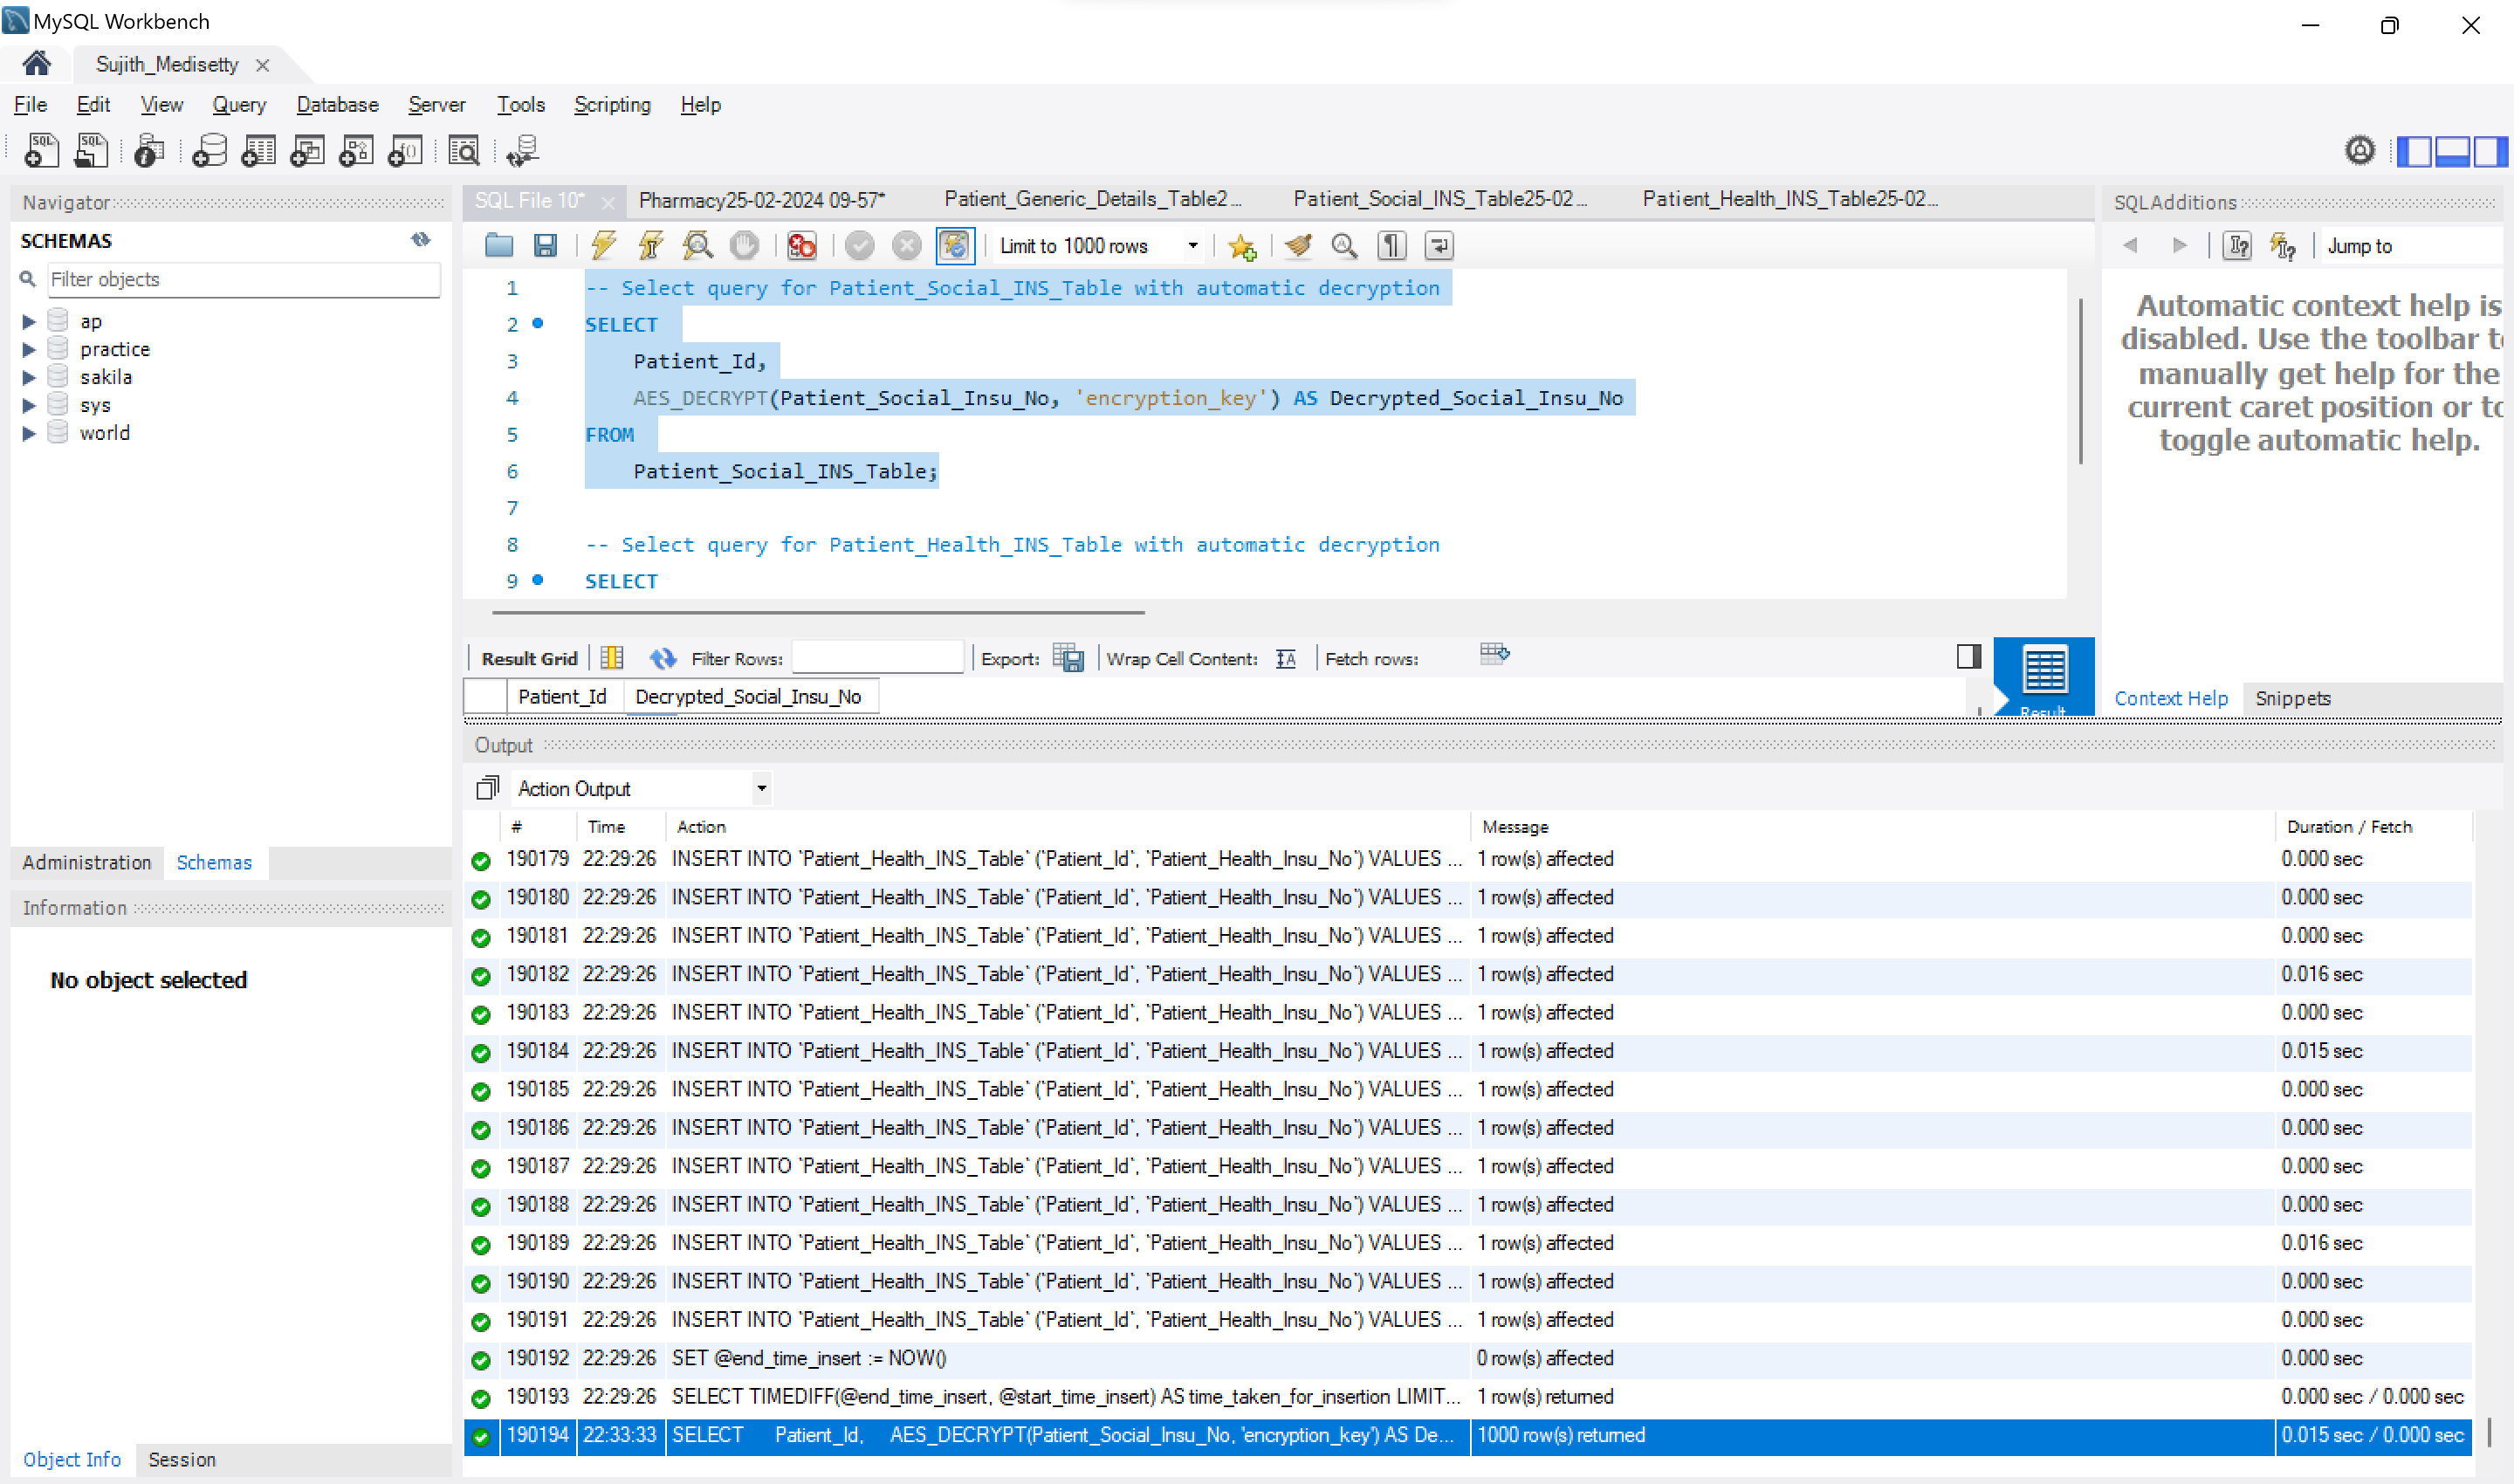 MySQL Workbench
Sujith_Medisetty
File Edit View Query Database Server Tools Scripting Help
Navigator
SCHEMAS
Filter objects
ap
practice
sakila
sys
world
Administration Schemas
Information
No object selected
Object Info Session
SQL File 10* Pharmacy25-02-2024 09-57* Patient_Generic_Details_Table2... Patient_Social_INS_Table25-02... Patient_Health_INS_Table25-02...
Limit to 1000 rows
1 -- Select query for Patient_Social_INS_Table with automatic decryption
2 SELECT
3 Patient_Id,
4 AES_DECRYPT(Patient_Social_Insu_No, 'encryption_key') AS Decrypted_Social_Insu_No
5 FROM
6 Patient_Social_INS_Table;
7
8 -- Select query for Patient_Health_INS_Table with automatic decryption
9 SELECT
Result Grid Filter Rows: Export: Wrap Cell Content: Fetch rows:
Patient_Id Decrypted_Social_Insu_No
Result
SQLAdditions
Jump to
Automatic context help is
disabled. Use the toolbar to
manually get help for the
current caret position or to
toggle automatic help.
Context Help Snippets
Output
Action Output
# Time Action Message Duration / Fetch
190179 22:29:26 INSERT INTO `Patient_Health_INS_Table` (`Patient_Id`, `Patient_Health_Insu_No`) VALUES ... 1 row(s) affected 0.000 sec
190180 22:29:26 INSERT INTO `Patient_Health_INS_Table` (`Patient_Id`, `Patient_Health_Insu_No`) VALUES ... 1 row(s) affected 0.000 sec
190181 22:29:26 INSERT INTO `Patient_Health_INS_Table` (`Patient_Id`, `Patient_Health_Insu_No`) VALUES ... 1 row(s) affected 0.000 sec
190182 22:29:26 INSERT INTO `Patient_Health_INS_Table` (`Patient_Id`, `Patient_Health_Insu_No`) VALUES ... 1 row(s) affected 0.016 sec
190183 22:29:26 INSERT INTO `Patient_Health_INS_Table` (`Patient_Id`, `Patient_Health_Insu_No`) VALUES ... 1 row(s) affected 0.000 sec
190184 22:29:26 INSERT INTO `Patient_Health_INS_Table` (`Patient_Id`, `Patient_Health_Insu_No`) VALUES ... 1 row(s) affected 0.015 sec
190185 22:29:26 INSERT INTO `Patient_Health_INS_Table` (`Patient_Id`, `Patient_Health_Insu_No`) VALUES ... 1 row(s) affected 0.000 sec
190186 22:29:26 INSERT INTO `Patient_Health_INS_Table` (`Patient_Id`, `Patient_Health_Insu_No`) VALUES ... 1 row(s) affected 0.000 sec
190187 22:29:26 INSERT INTO `Patient_Health_INS_Table` (`Patient_Id`, `Patient_Health_Insu_No`) VALUES ... 1 row(s) affected 0.000 sec
190188 22:29:26 INSERT INTO `Patient_Health_INS_Table` (`Patient_Id`, `Patient_Health_Insu_No`) VALUES ... 1 row(s) affected 0.000 sec
190189 22:29:26 INSERT INTO `Patient_Health_INS_Table` (`Patient_Id`, `Patient_Health_Insu_No`) VALUES ... 1 row(s) affected 0.016 sec
190190 22:29:26 INSERT INTO `Patient_Health_INS_Table` (`Patient_Id`, `Patient_Health_Insu_No`) VALUES ... 1 row(s) affected 0.000 sec
190191 22:29:26 INSERT INTO `Patient_Health_INS_Table` (`Patient_Id`, `Patient_Health_Insu_No`) VALUES ... 1 row(s) affected 0.000 sec
190192 22:29:26 SET @end_time_insert := NOW() 0 row(s) affected 0.000 sec
190193 22:29:26 SELECT TIMEDIFF(@end_time_insert, @start_time_insert) AS time_taken_for_insertion LIMIT... 1 row(s) returned 0.000 sec / 0.000 sec
190194 22:33:33 SELECT Patient_Id, AES_DECRYPT(Patient_Social_Insu_No, 'encryption_key') AS De... 1000 row(s) returned 0.015 sec / 0.000 sec